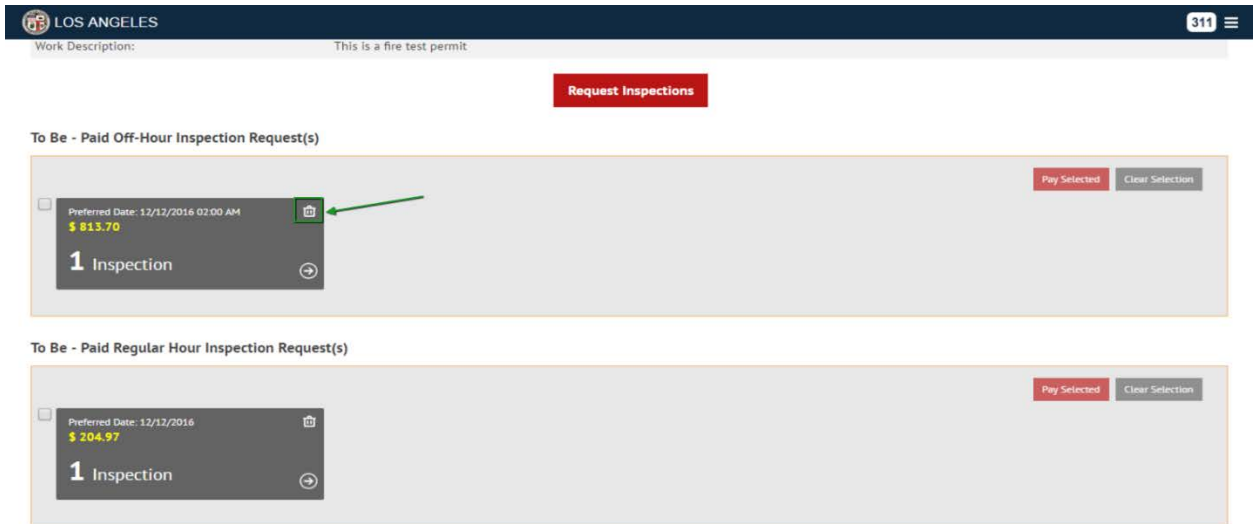 LOS ANGELES
311
Work Description: This is a fire test permit
Request Inspections
To Be - Paid Off-Hour Inspection Request(s)
Pay Selected Clear Selection
Preferred Date: 12/12/2016 02:00 AM
$ 813.70
1 Inspection
To Be - Paid Regular Hour Inspection Request(s)
Pay Selected Clear Selection
Preferred Date: 12/12/2016
$ 204.97
1 Inspection